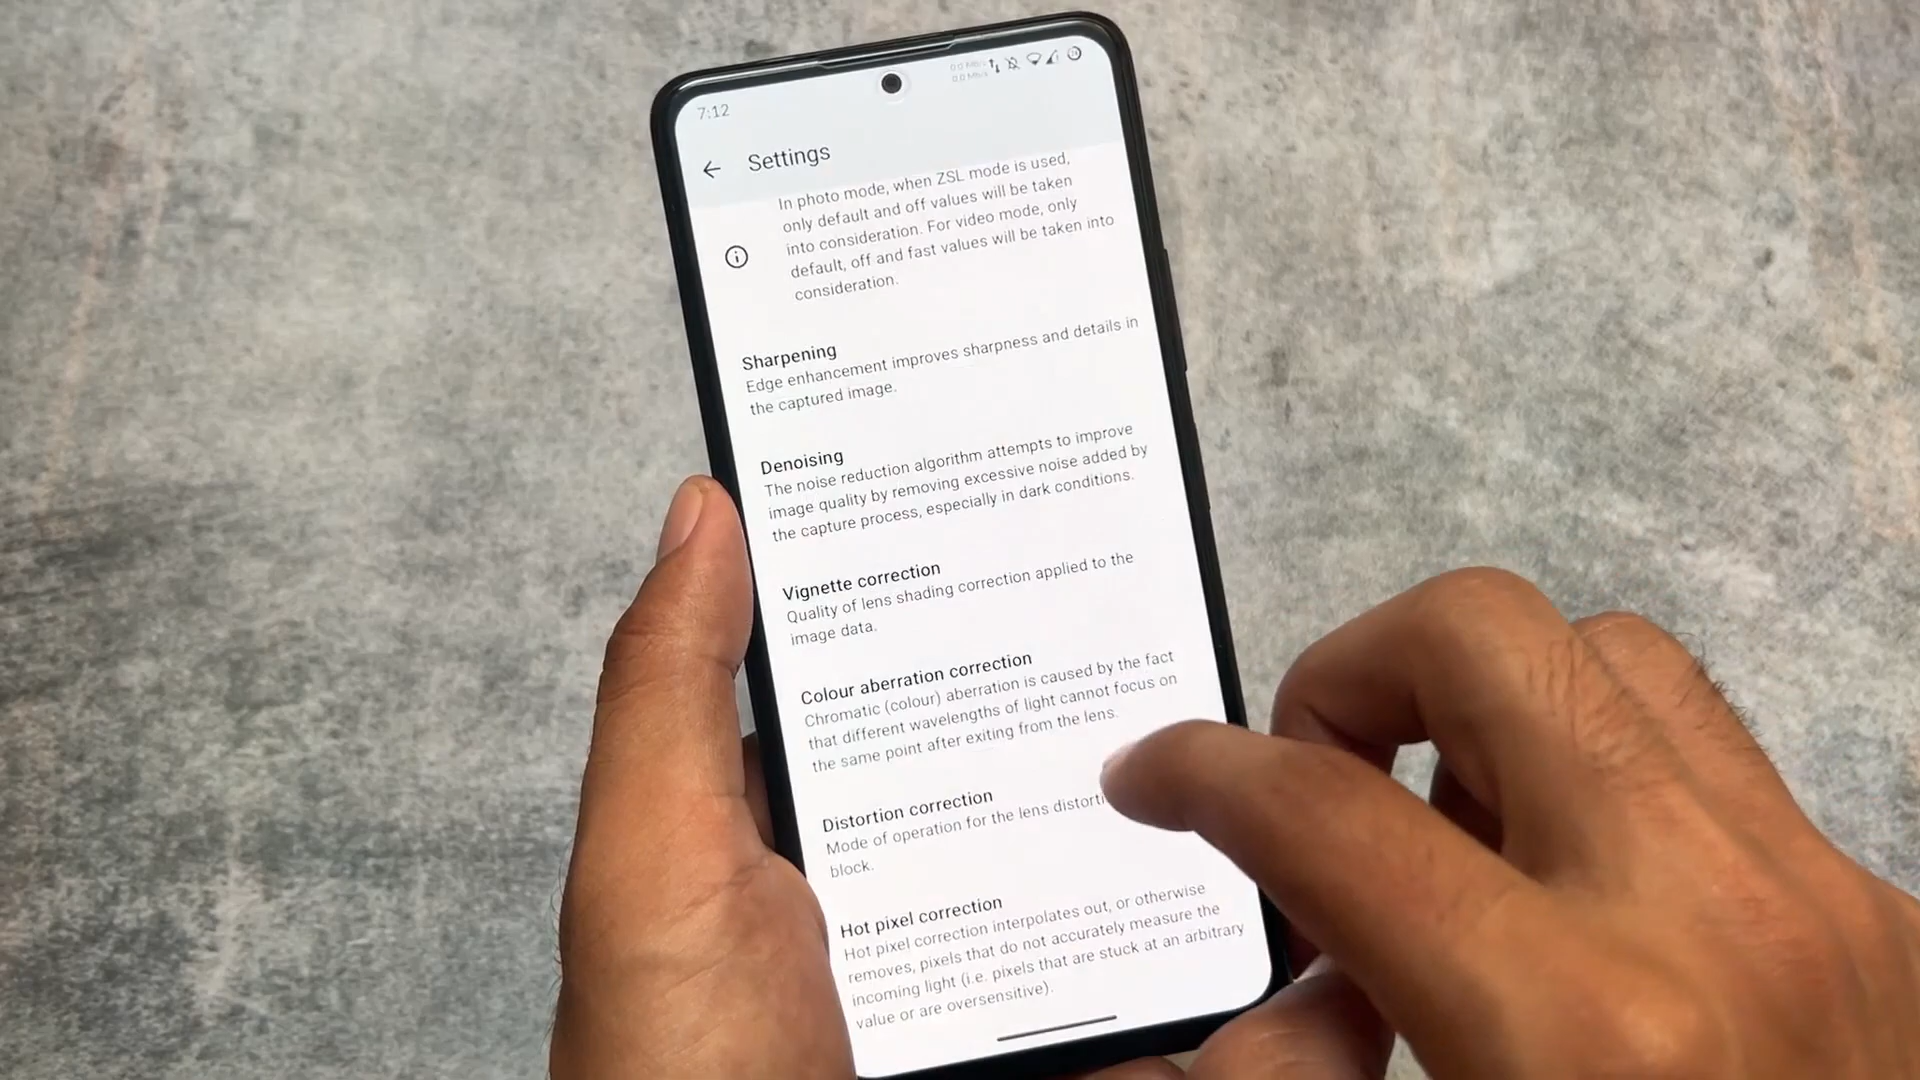 7:12
Settings
In photo mode, when ZSL mode is used,
only default and off values will be taken
into consideration. For video mode, only
default, off and fast values will be taken into
consideration.
Sharpening
Edge enhancement improves sharpness and details in
the captured image.
Denoising
The noise reduction algorithm attempts to improve
image quality by removing excessive noise added by
the capture process, especially in dark conditions.
Vignette correction
Quality of lens shading correction applied to the
image data.
Colour aberration correction
Chromatic (colour) aberration is caused by the fact
that different wavelengths of light cannot focus on
the same point after exiting from the lens.
Distortion correction
Mode of operation for the lens distorti
block.
Hot pixel correction
Hot pixel correction interpolates out, or otherwise
removes, pixels that do not accurately measure the
incoming light (i.e. pixels that are stuck at an arbitrary
value or are oversensitive).